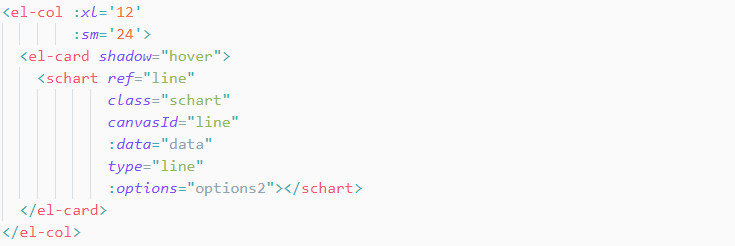 <el-col :xl='12'
:sm='24'>
<el-card shadow="hover">
<schart ref="line"
class="schart"
canvasId="line"
:data="data"
type="line"
:options="options2"></schart>
</el-card>
</el-col>